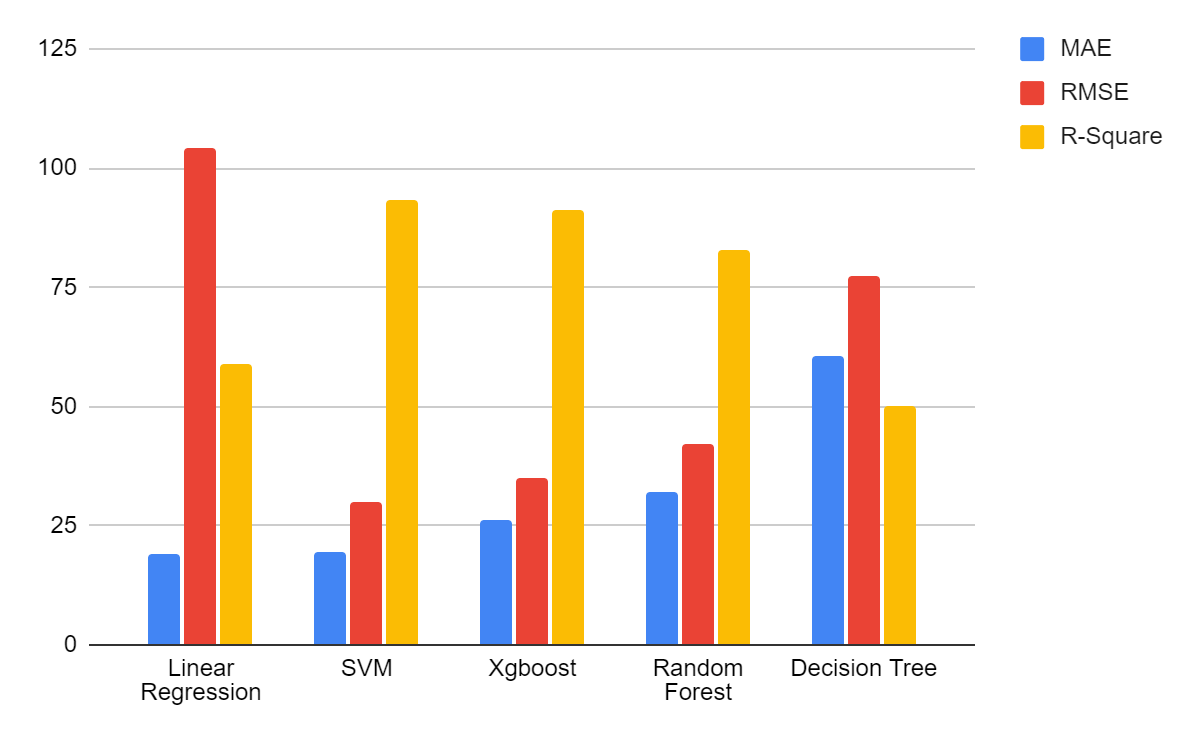 125
100
75
50
25
0
Linear
Regression
SVM
Xgboost
Random
Forest
Decision Tree
MAE
RMSE
R-Square